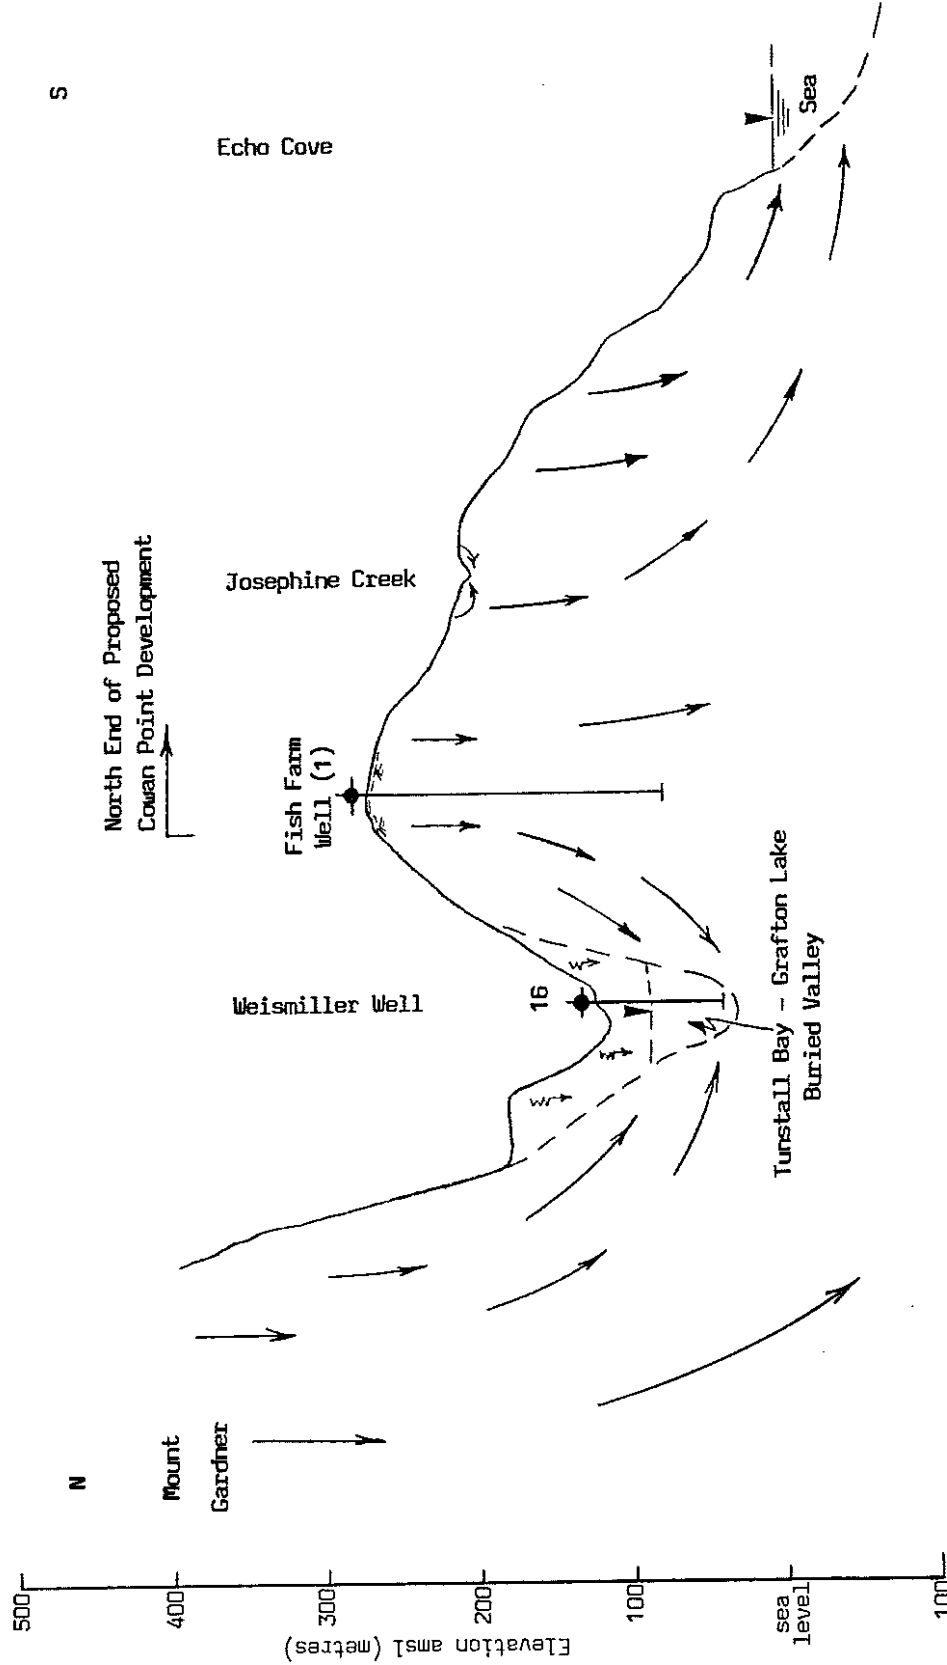 N
S
Mount
Gardner
Echo Cove
North End of Proposed
Cowan Point Development
Josephine Creek
Fish Farm
Well (1)
Weismiller Well
16
Sea
Tunstall Bay - Grafton Lake
Buried Valley
Elevation amsl (metres)
500
400
300
200
100
sea
level
100